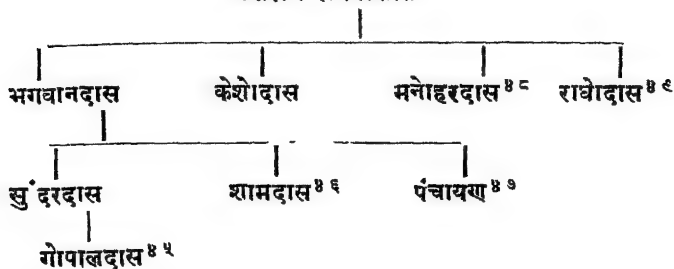 भगवानदास केशोदास मनोहरदास४८ राघोदास४९
सुंदरदास शामदास४६ पंचायण४७
गोपालदास४५